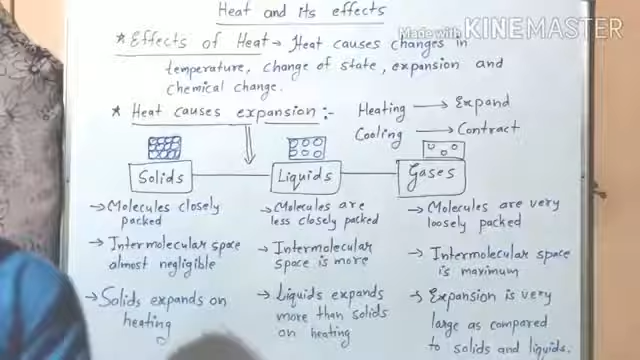 Heat and its effects
Made with KINEMASTER
* Effects of Heat → Heat causes changes in
temperature, change of state, expansion and
chemical change.
* Heat causes expansion :-
Heating → Expand
Cooling → Contract
Solids
Liquids
Gases
→ Molecules closely
packed
→ Intermolecular space
almost negligible
→ Solids expands on
heating
→ Molecules are
less closely packed
→ Intermolecular
space is more
→ Liquids expands
more than solids
on heating
→ Molecules are very
loosely packed
→ Intermolecular space
is maximum
→ Expansion is very
large as compared
to solids and liquids.